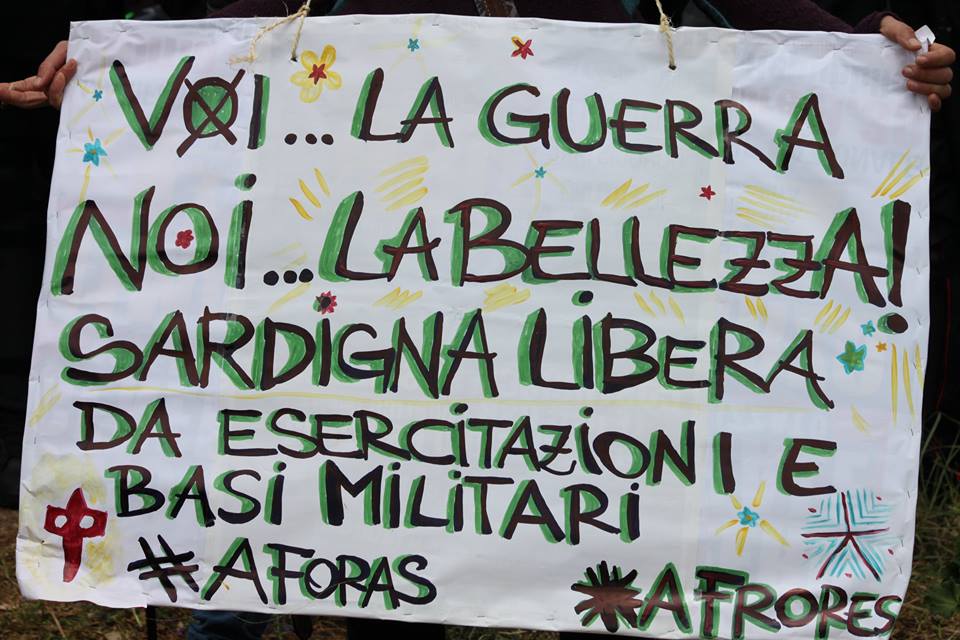 VOI...LA GUERRA
NOI...LA BELLEZZA!
SARDIGNA LIBERA
DA ESERCITAZIONI E
BASI MILITARI
#AFORAS #AFRORES